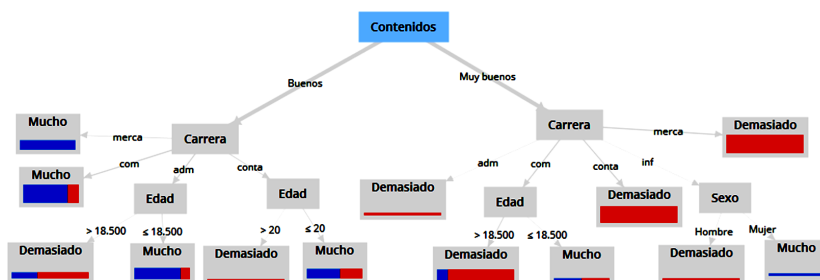 Contenidos
Buenos
Muy buenos
Mucho
merca
Carrera
Carrera
merca
Demasiado
Mucho
com
adm
conta
adm
com
conta
inf
Edad
Edad
Demasiado
Edad
Demasiado
Sexo
> 18.500
≤ 18.500
> 20
≤ 20
> 18.500
≤ 18.500
Hombre
Mujer
Demasiado
Mucho
Demasiado
Mucho
Demasiado
Mucho
Demasiado
Mucho